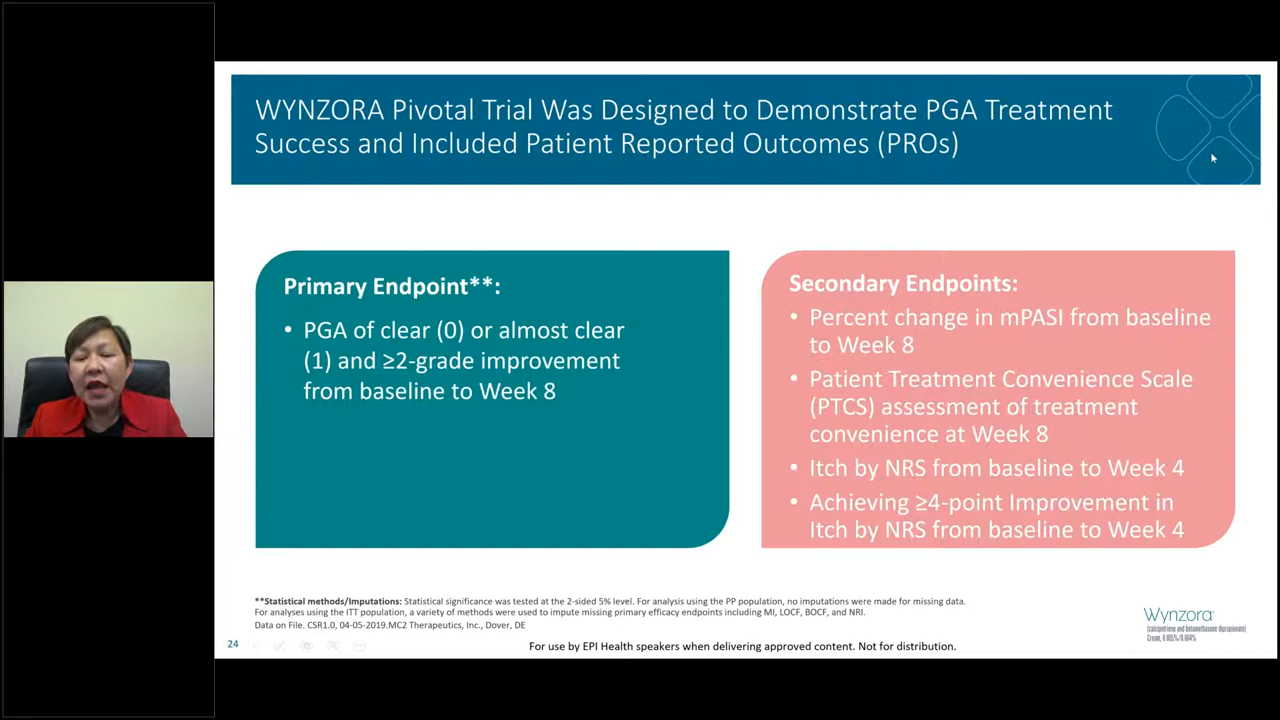 WYNZORA Pivotal Trial Was Designed to Demonstrate PGA Treatment
Success and Included Patient Reported Outcomes (PROs)
Primary Endpoint**:
• PGA of clear (0) or almost clear
(1) and ≥2-grade improvement
from baseline to Week 8
Secondary Endpoints:
• Percent change in mPASI from baseline
to Week 8
• Patient Treatment Convenience Scale
(PTCS) assessment of treatment
convenience at Week 8
• Itch by NRS from baseline to Week 4
• Achieving ≥4-point Improvement in
Itch by NRS from baseline to Week 4
**Statistical methods/Imputations: Statistical significance was tested at the 2-sided 5% level. For analysis using the PP population, no imputations were made for missing data.
For analyses using the ITT population, a variety of methods were used to impute missing primary efficacy endpoints including MI, LOCF, BOCF, and NRI.
Data on File. CSR1.0, 04-05-2019.MC2 Therapeutics, Inc., Dover, DE
Wynzora
(calcipotriene and betamethasone dipropionate)
Cream, 0.005%/0.064%
24
For use by EPI Health speakers when delivering approved content. Not for distribution.